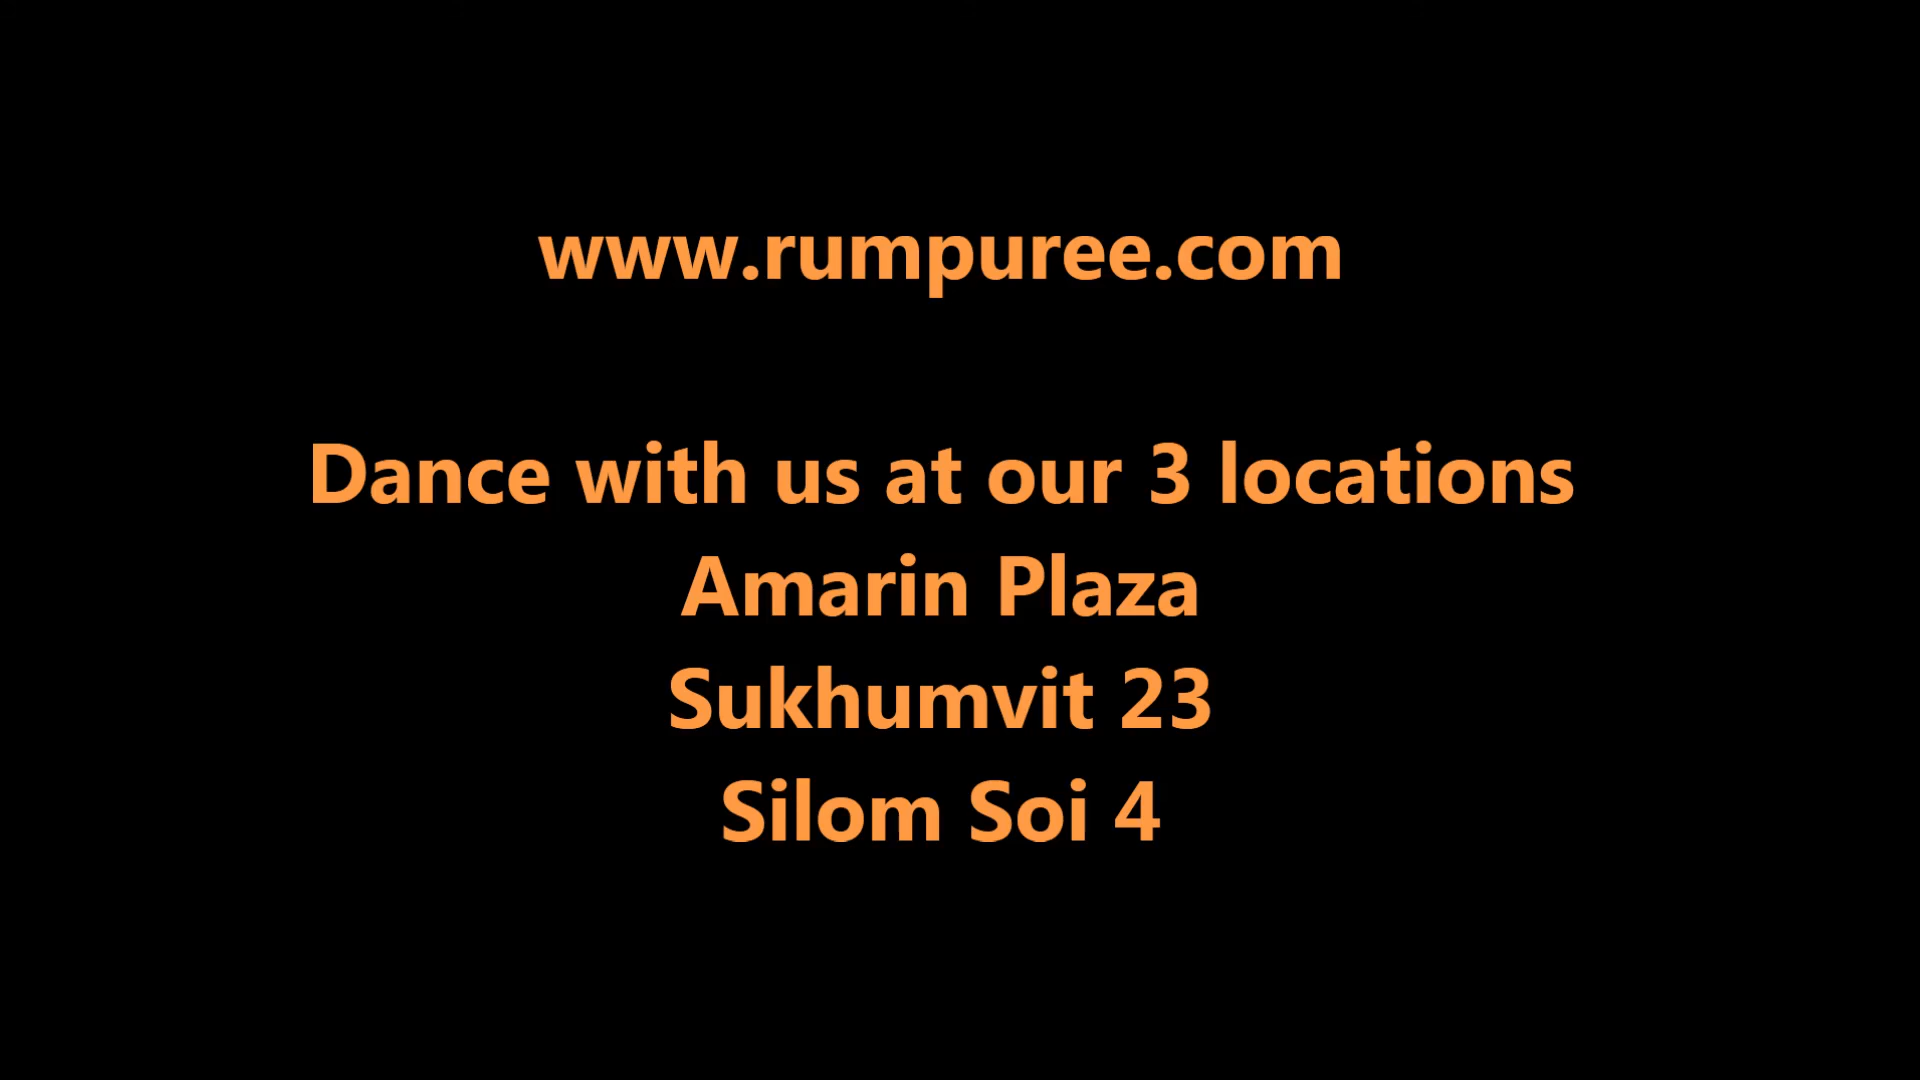 www.rumpuree.com
Dance with us at our 3 locations
Amarin Plaza
Sukhumvit 23
Silom Soi 4